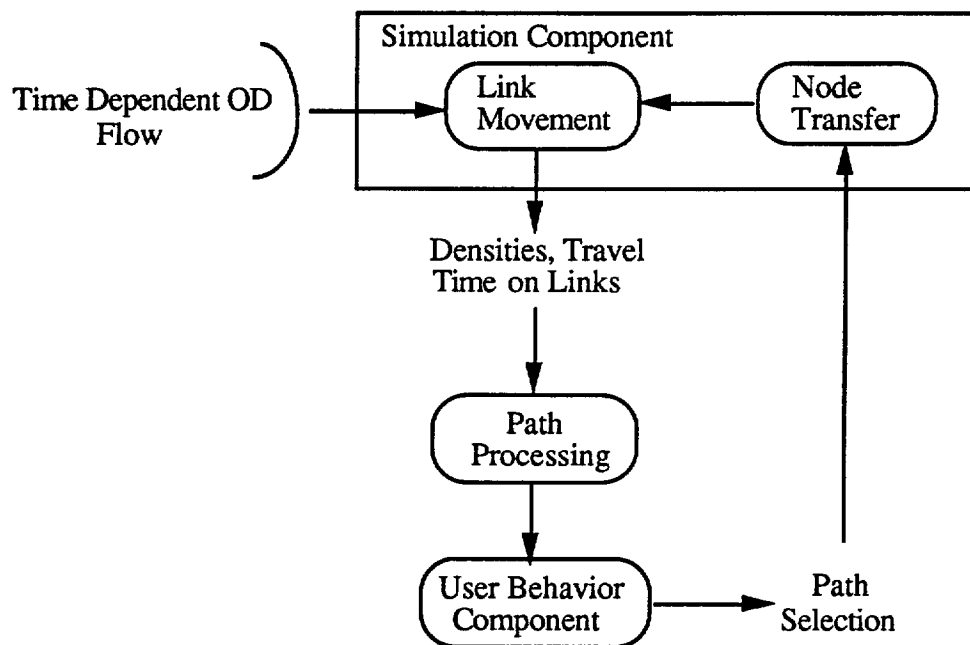 Simulation Component
Time Dependent OD
Flow
Link
Movement
Node
Transfer
Densities, Travel
Time on Links
Path
Processing
User Behavior
Component
Path
Selection